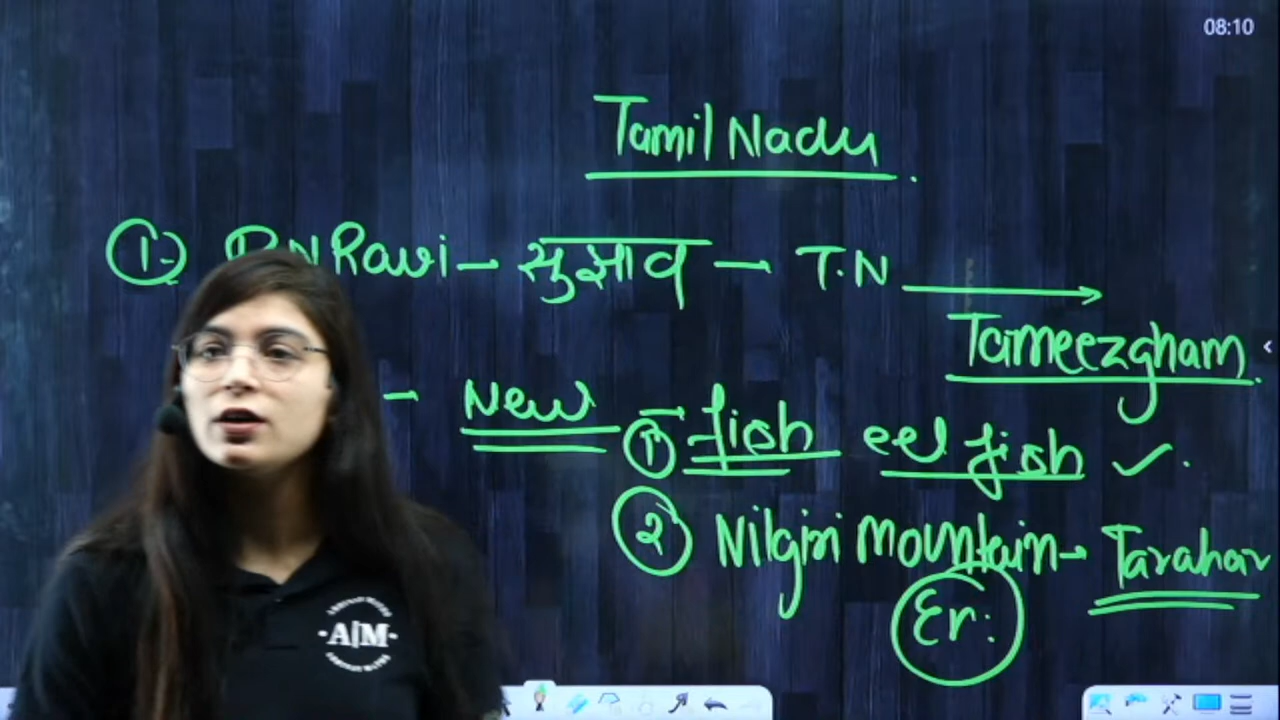 08:10
Tamil Nadu.
① R.N Ravi - सुझाव - T.N →
Tameezgham.
- New ① fish eel fish ✓.
② Nilgiri mountain - Tarahar
Er:
·A|M·